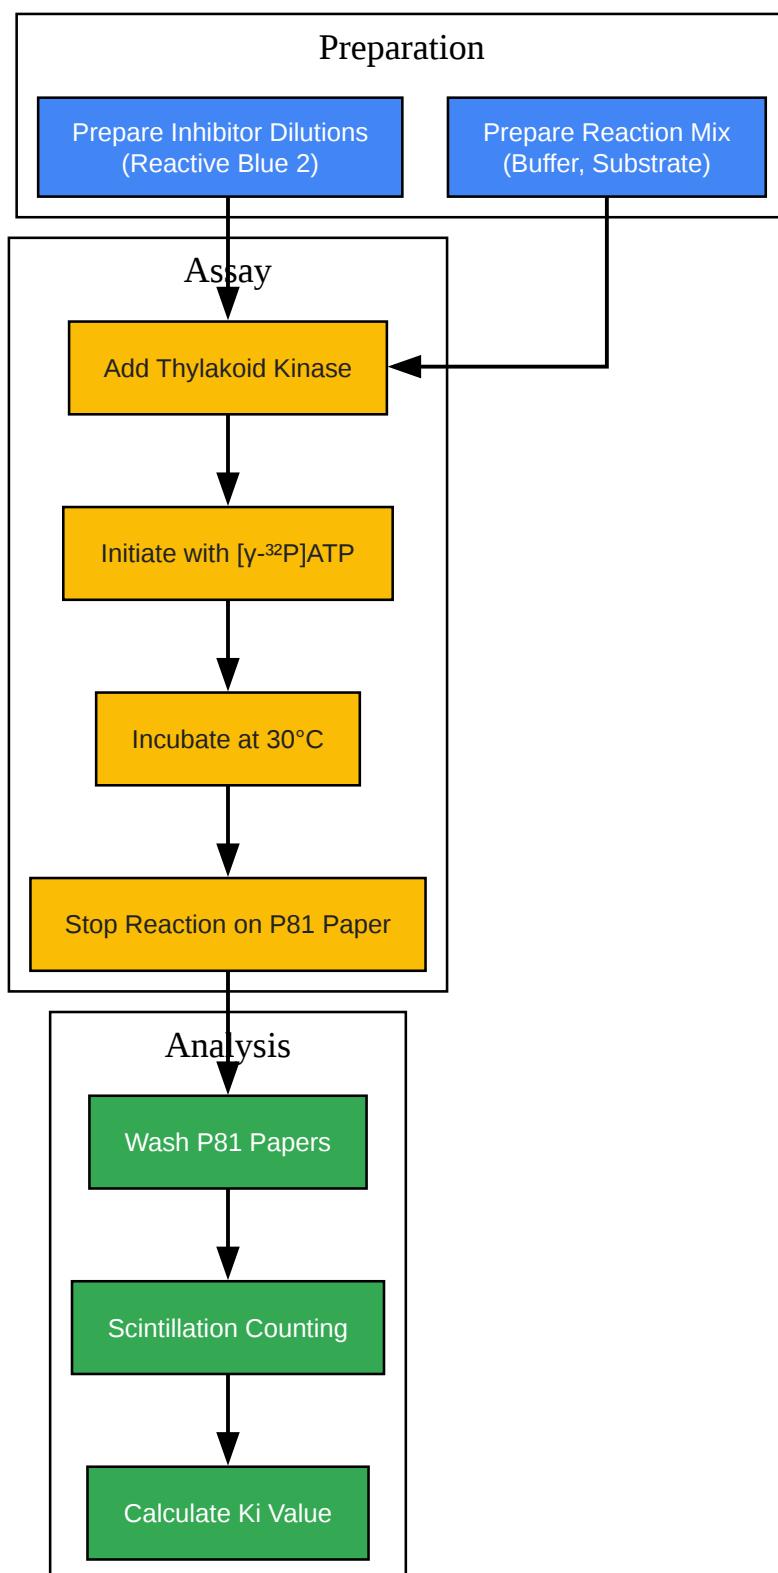 Preparation
Prepare Inhibitor Dilutions
(Reactive Blue 2)
Prepare Reaction Mix
(Buffer, Substrate)
Assay
Add Thylakoid Kinase
Initiate with [γ-³²P]ATP
Incubate at 30°C
Stop Reaction on P81 Paper
Analysis
Wash P81 Papers
Scintillation Counting
Calculate Ki Value